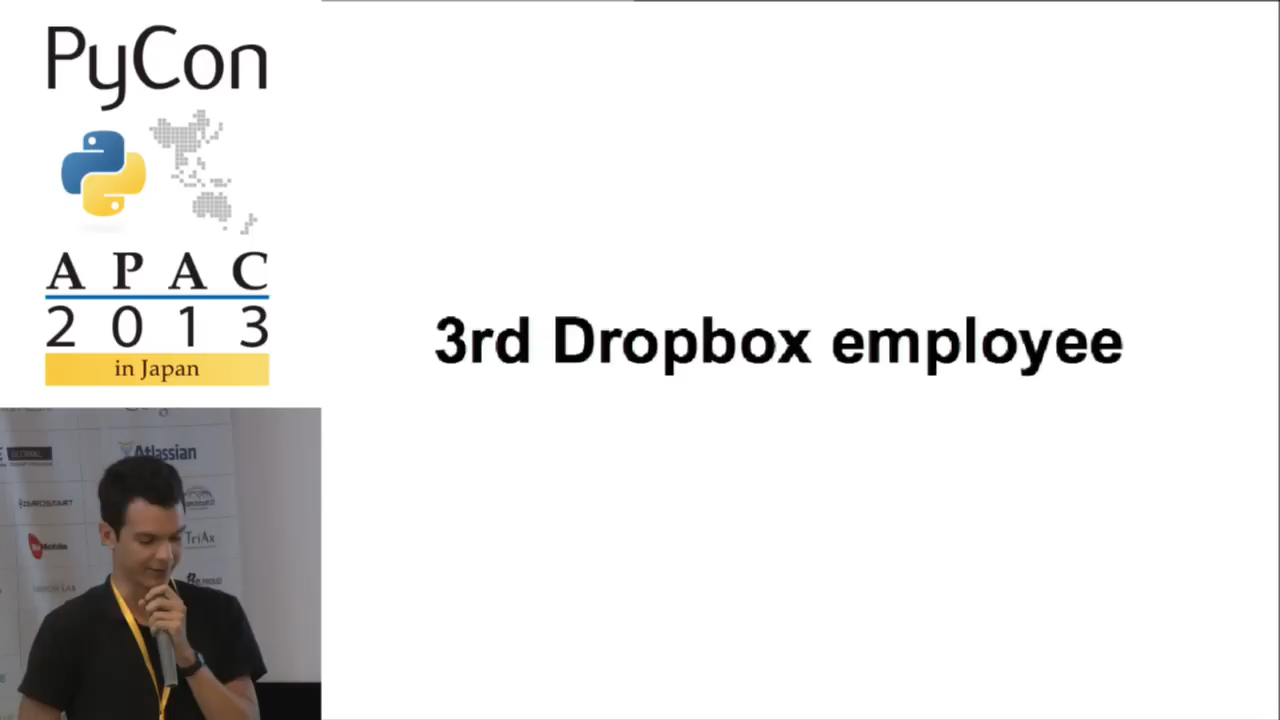 PyCon
APAC
2013
in Japan
3rd Dropbox employee
Atlassian
TriAx